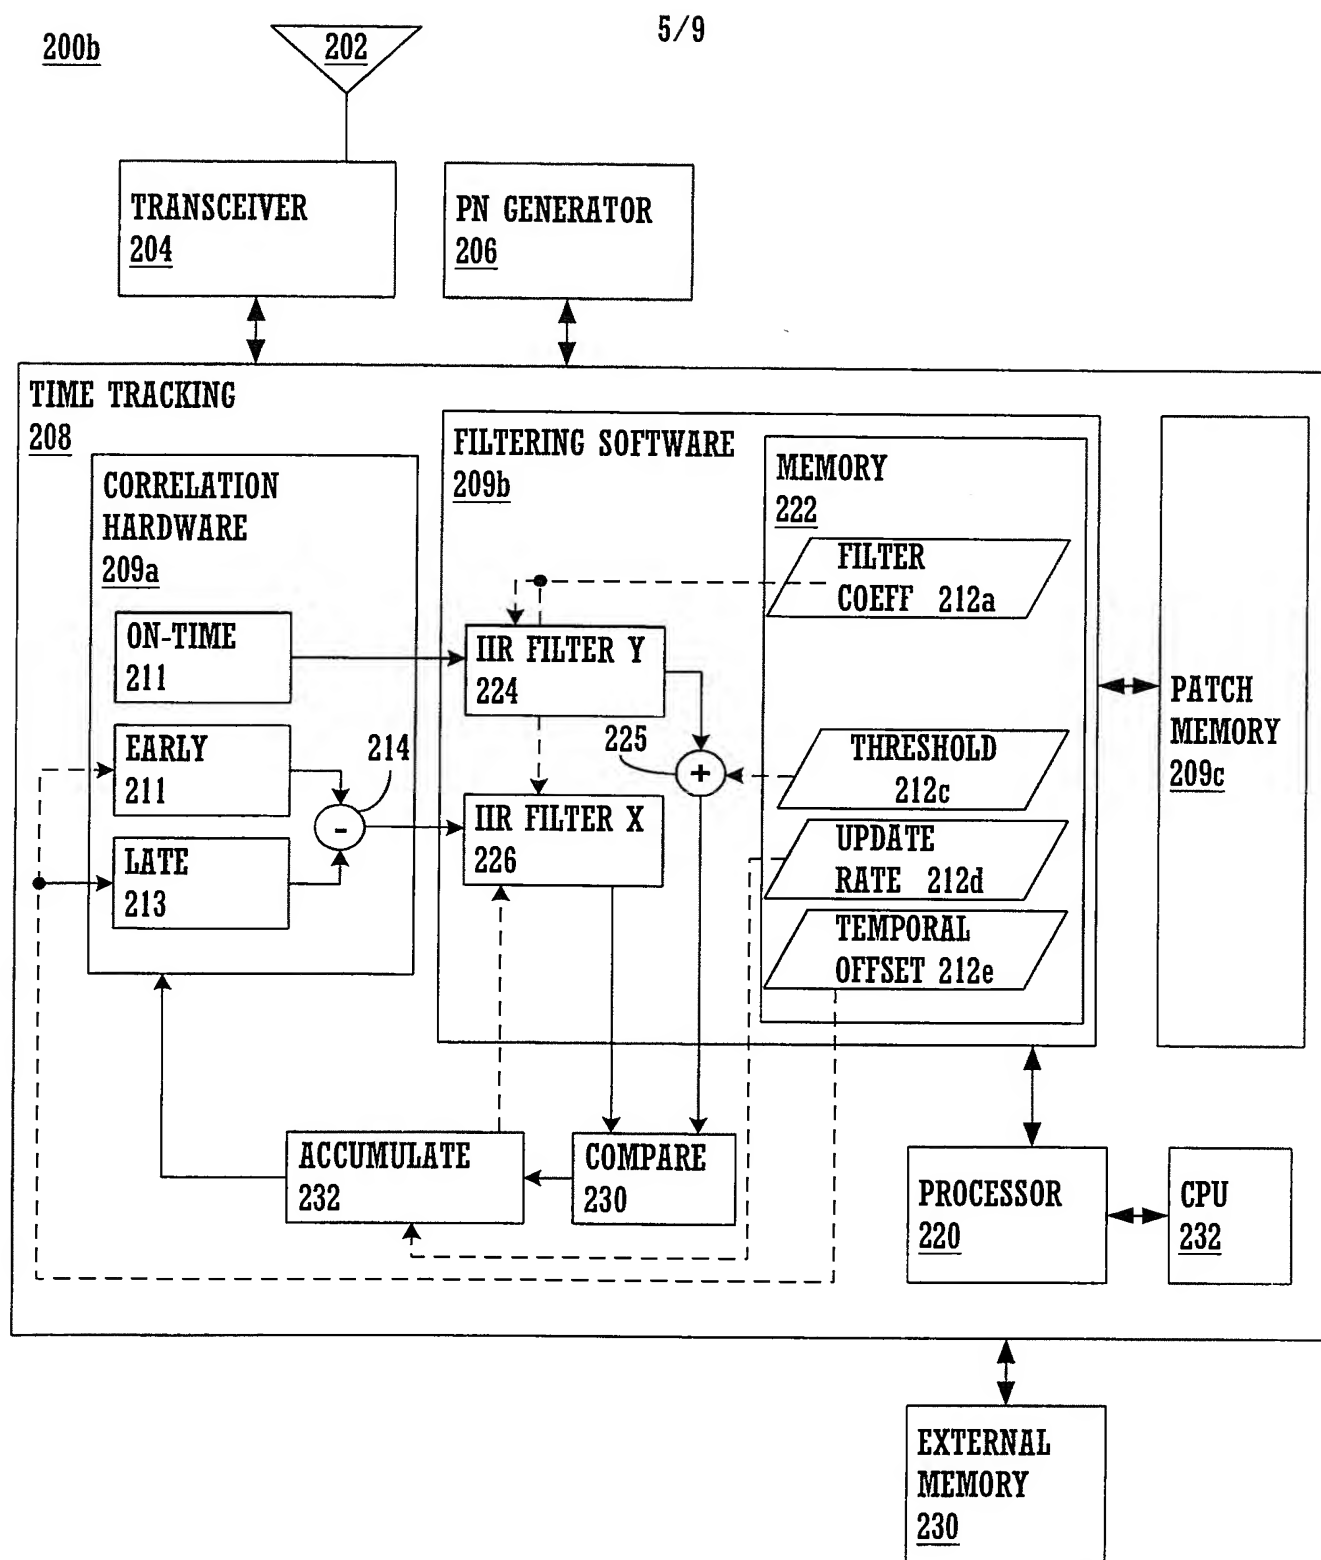 200b
5/9
202
TRANSCEIVER
204
PN GENERATOR
206
TIME TRACKING
208
CORRELATION
HARDWARE
209a
ON-TIME
211
EARLY
211
LATE
213
214
-
FILTERING SOFTWARE
209b
IIR FILTER Y
224
225
+
IIR FILTER X
226
MEMORY
222
FILTER
COEFF 212a
THRESHOLD
212c
UPDATE
RATE 212d
TEMPORAL
OFFSET 212e
PATCH
MEMORY
209c
ACCUMULATE
232
COMPARE
230
PROCESSOR
220
CPU
232
EXTERNAL
MEMORY
230